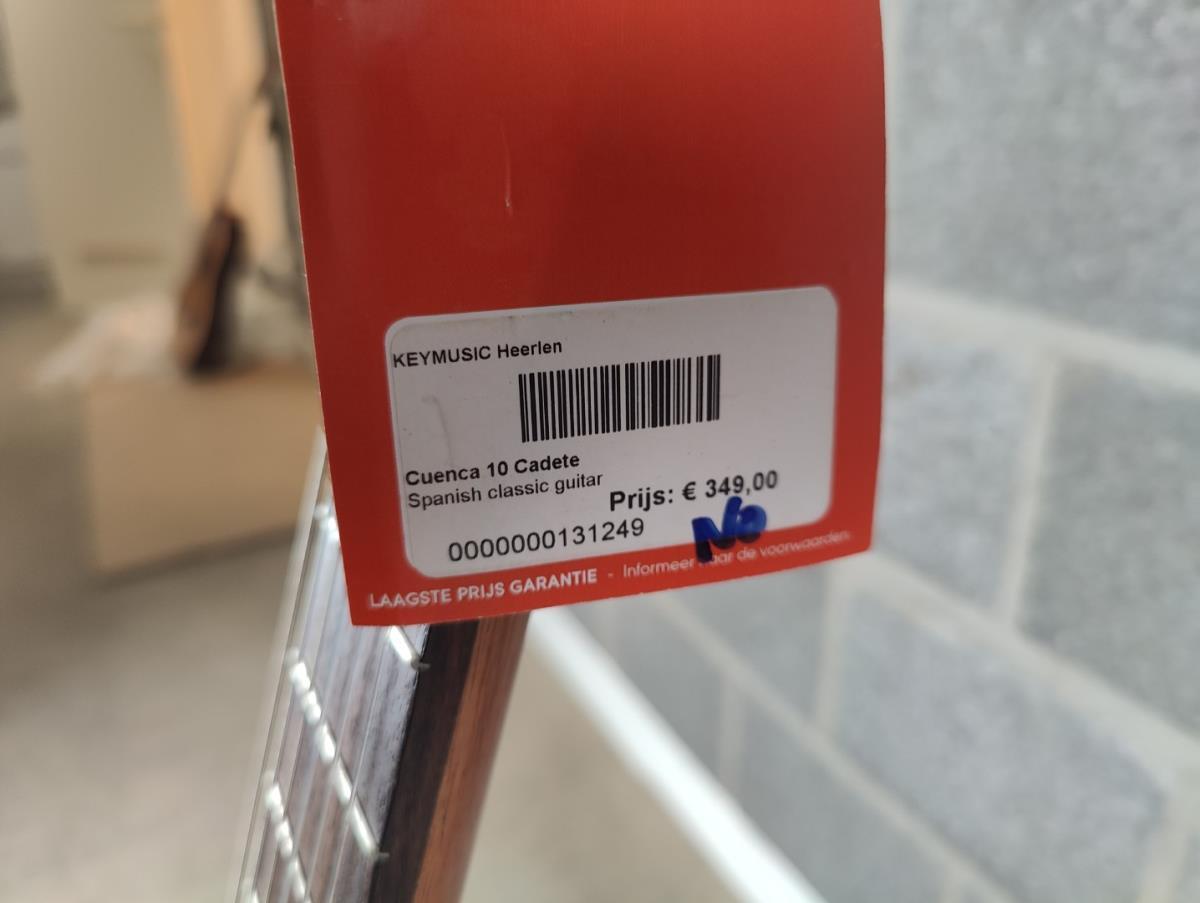 KEYMUSIC Heerlen
Cuenca 10 Cadete
Spanish classic guitar
Prijs: € 349,00
0000000131249
No
LAAGSTE PRIJS GARANTIE - Informeer naar de voorwaarden.